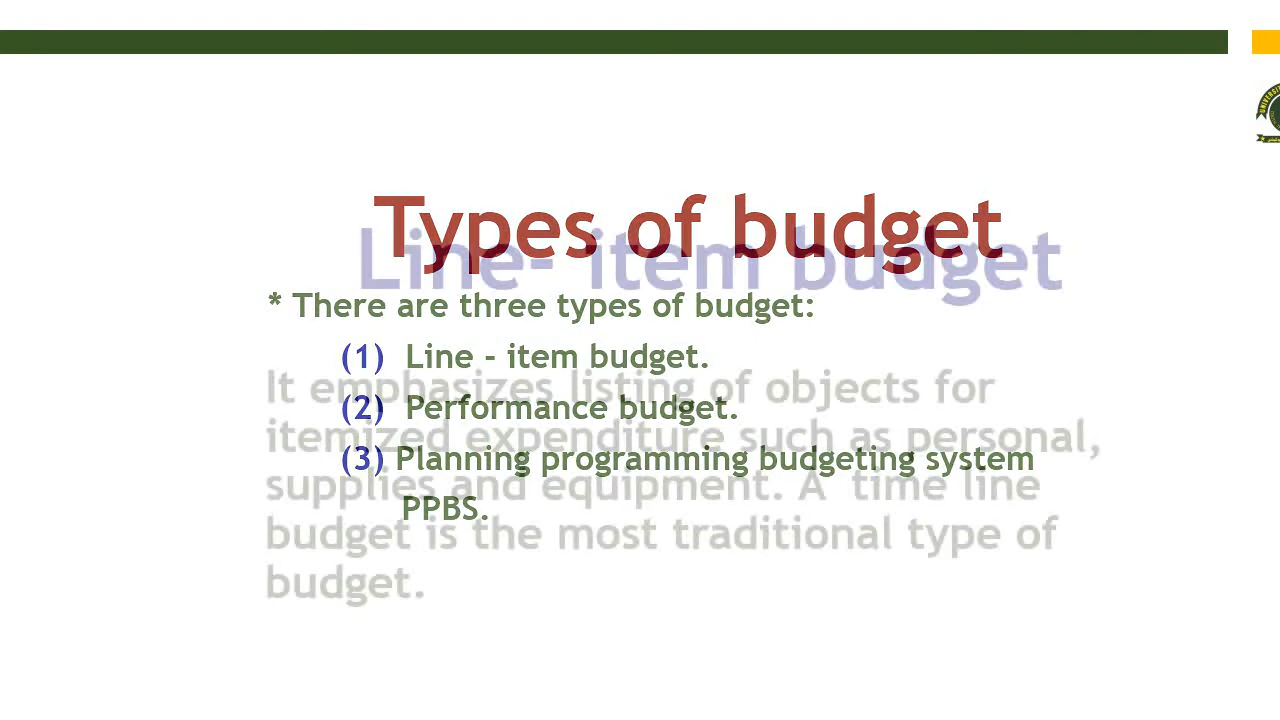 Types of budget
* There are three types of budget:
(1) Line - item budget.
(2) Performance budget.
(3) Planning programming budgeting system
PPBS.
Line- item budget
It emphasizes listing of objects for
itemized expenditure such as personal,
supplies and equipment. A time line
budget is the most traditional type of
budget.